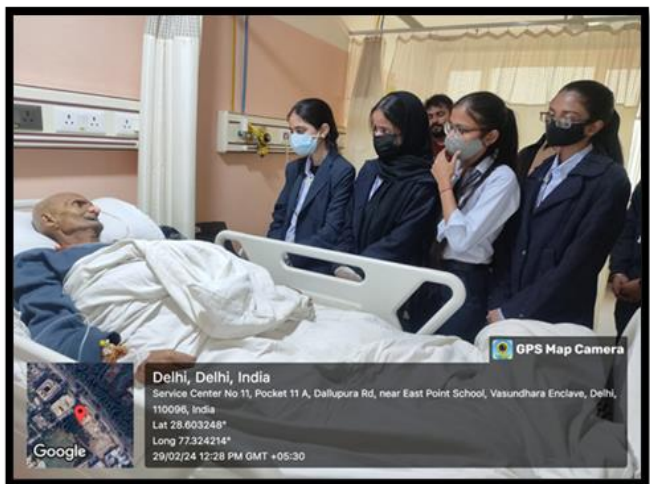 GPS Map Camera
Delhi, Delhi, India
Service Center No 11, Pocket 11 A, Dallupura Rd, near East Point School, Vasundhara Enclave, Delhi,
110096, India
Lat 28.603248°
Long 77.324214°
29/02/24 12:28 PM GMT +05:30
Google